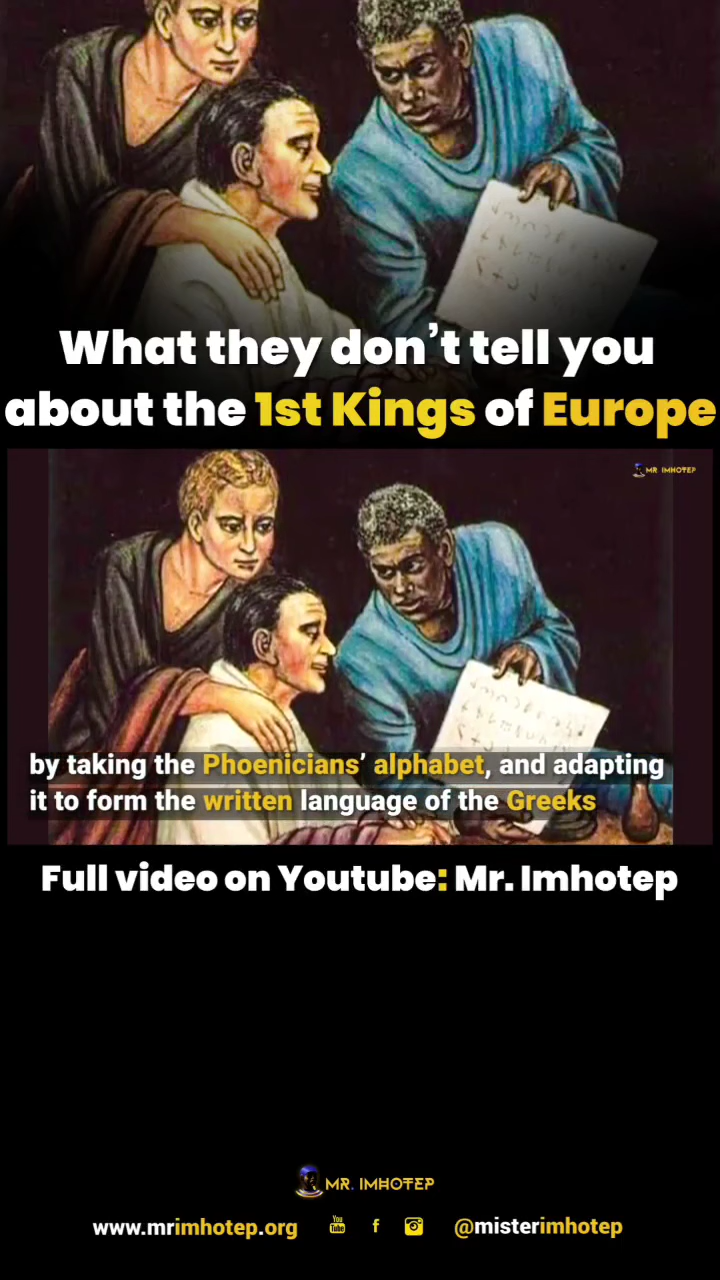 What they don’t tell you
about the 1st Kings of Europe
MR. IMHOTEP
by taking the Phoenicians’ alphabet, and adapting
it to form the written language of the Greeks
Full video on Youtube: Mr. Imhotep
MR. IMHOTEP
www.mrimhotep.org You Tube f @misterimhotep